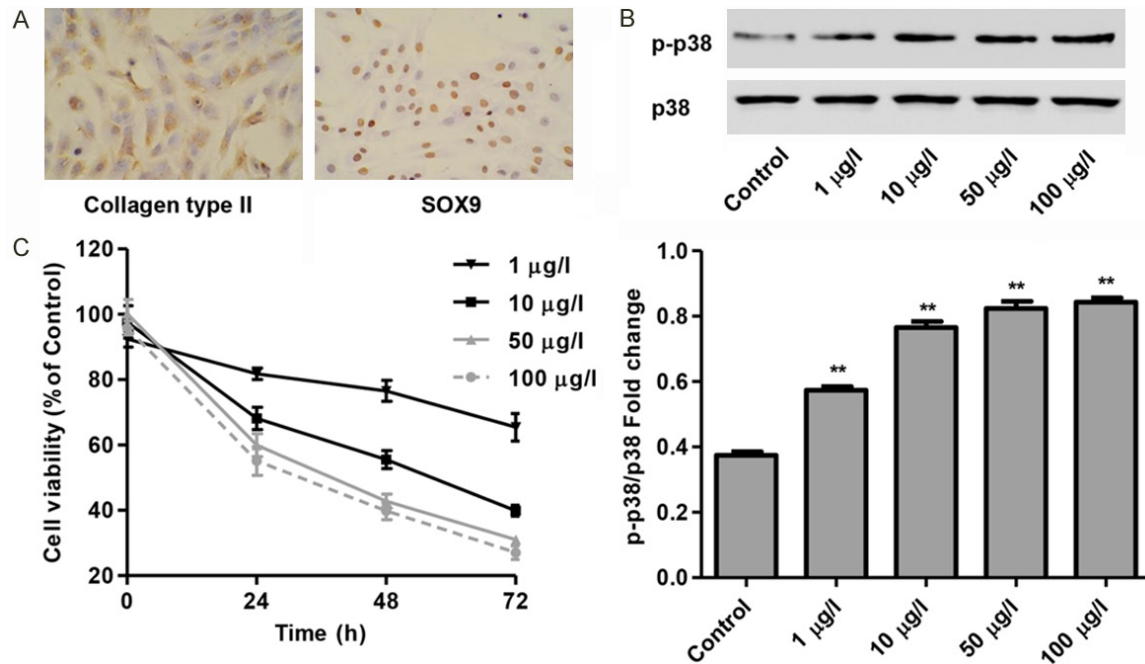 A
Collagen type II
SOX9
B
p-p38
p38
Control
1 μg/l
10 μg/l
50 μg/l
100 μg/l
C
Cell viability (% of Control)
120
100
80
60
40
20
0
24
48
72
Time (h)
1 μg/l
10 μg/l
50 μg/l
100 μg/l
p-p38/p38 Fold change
1.0
0.8
0.6
0.4
0.2
0.0
**
**
**
**
Control
1 μg/l
10 μg/l
50 μg/l
100 μg/l